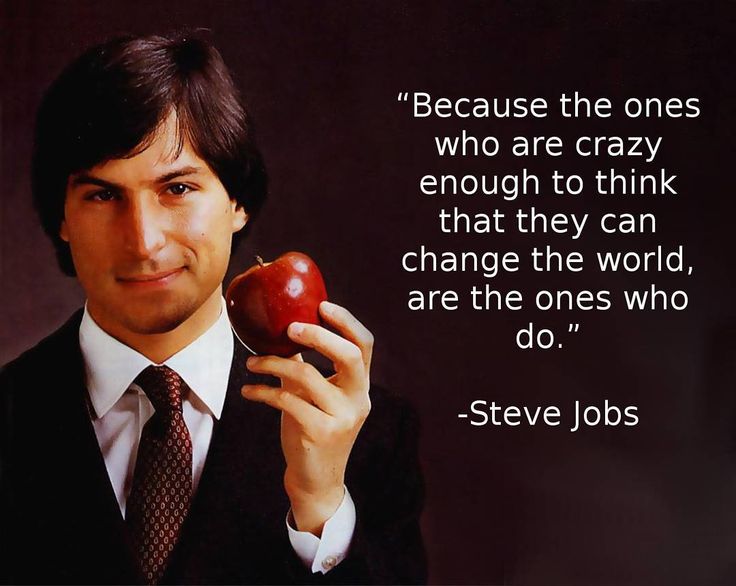 “Because the ones
who are crazy
enough to think
that they can
change the world,
are the ones who
do.”
-Steve Jobs